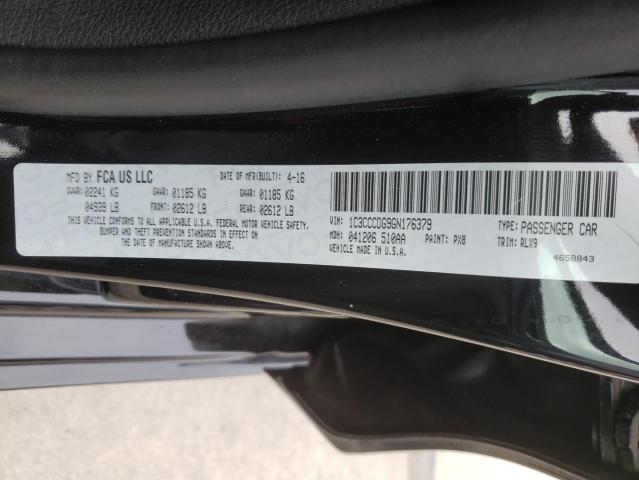 MFD BY FCA US LLC DATE OF MFR(BUILT): 4-16
GVWR: 02241 KG GAWR: 01185 KG GAWR: 01185 KG
04939 LB FRONT: 02612 LB REAR: 02612 LB
THIS VEHICLE CONFORMS TO ALL APPLICABLE U.S.A. FEDERAL MOTOR VEHICLE SAFETY,
BUMPER AND THEFT PREVENTION STANDARDS IN EFFECT ON
THE DATE OF MANUFACTURE SHOWN ABOVE.
VIN: 1C3CCCDG9GN176379 TYPE: PASSENGER CAR
MDH: 041206 510AA PAINT: PX8 TRIM: RLX9
VEHICLE MADE IN U.S.A. 4658843